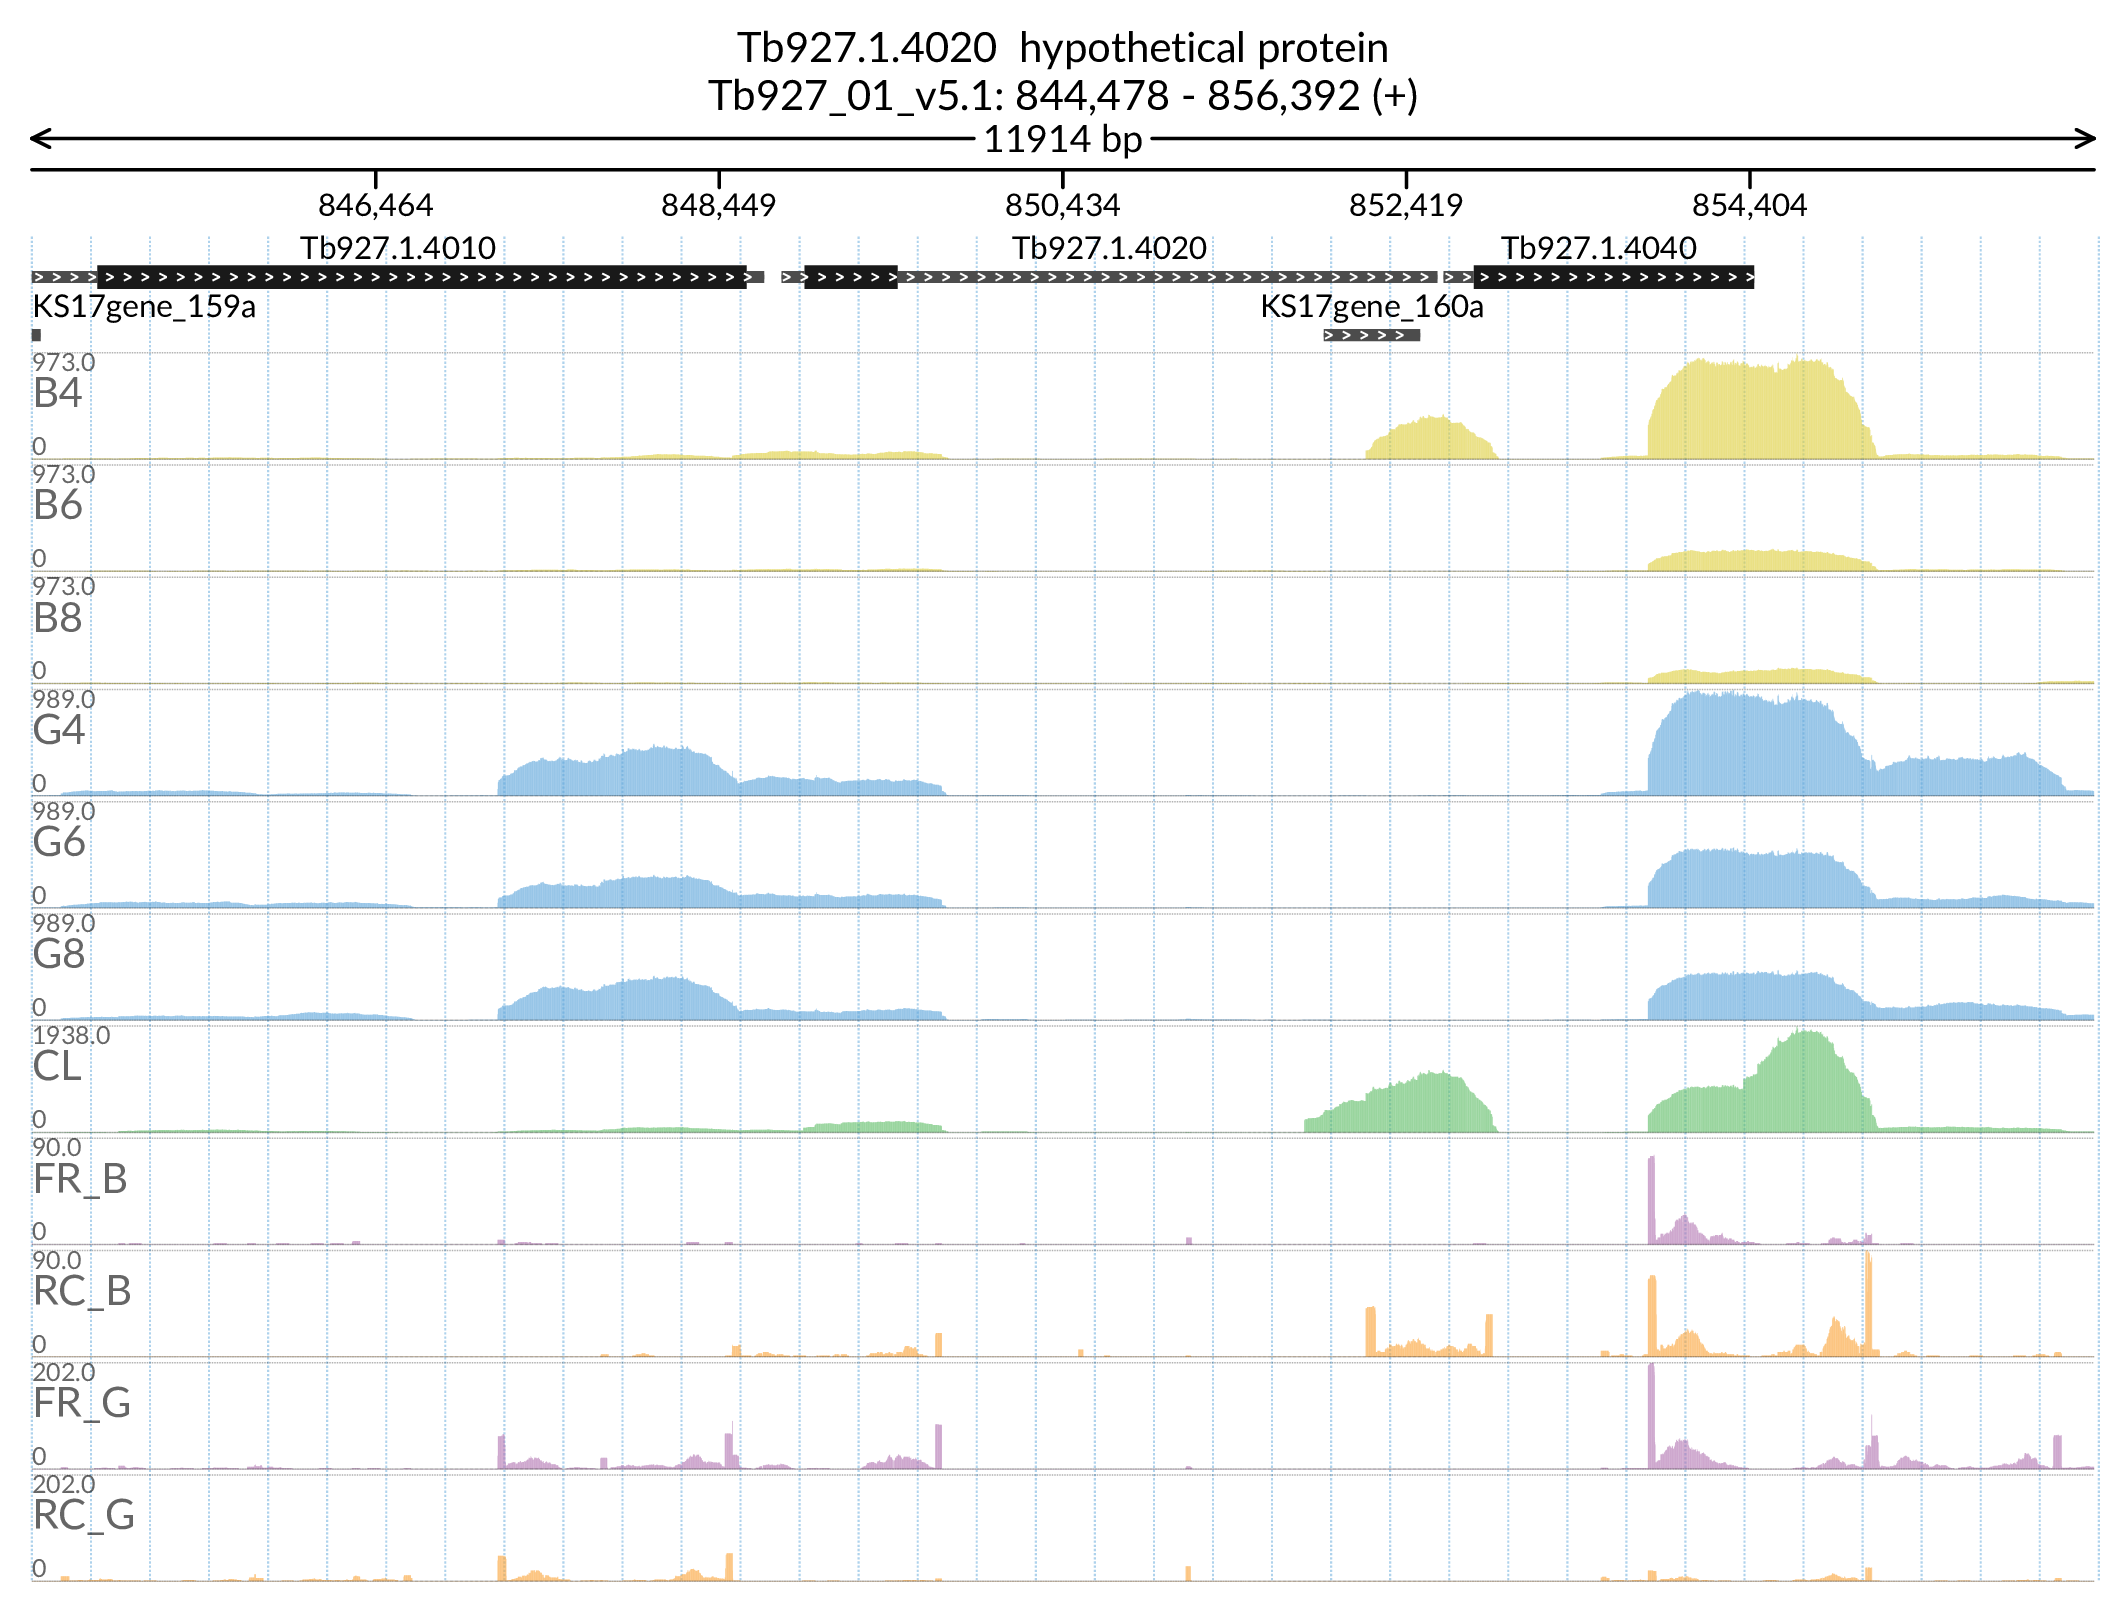 Tb927.1.4020  hypothetical protein
Tb927_01_v5.1: 844,478 - 856,392 (+)
11914 bp
846,464 848,449 850,434 852,419 854,404
Tb927.1.4010 Tb927.1.4020 Tb927.1.4040
KS17gene_159a KS17gene_160a
973.0
B4
0
973.0
B6
0
973.0
B8
0
989.0
G4
0
989.0
G6
0
989.0
G8
0
1938.0
CL
0
90.0
FR_B
0
90.0
RC_B
0
202.0
FR_G
0
202.0
RC_G
0